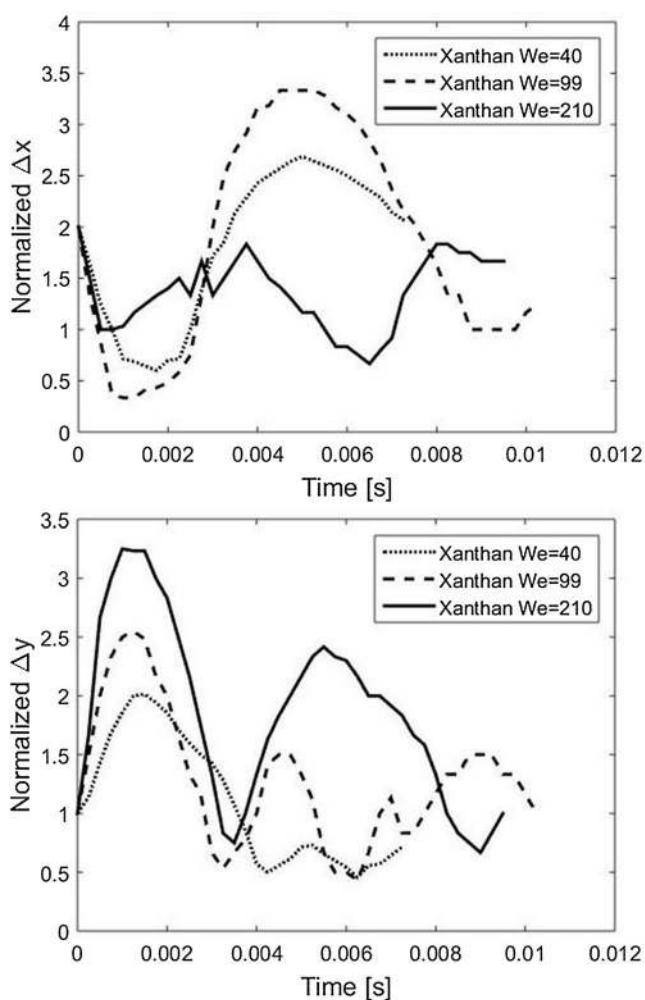 4
3.5
3
2.5
2
1.5
1
0.5
0
Normalized Δx
Xanthan We=40
Xanthan We=99
Xanthan We=210
0 0.002 0.004 0.006 0.008 0.01 0.012
Time [s]
3.5
3
2.5
2
1.5
1
0.5
0
Normalized Δy
Xanthan We=40
Xanthan We=99
Xanthan We=210
0 0.002 0.004 0.006 0.008 0.01 0.012
Time [s]